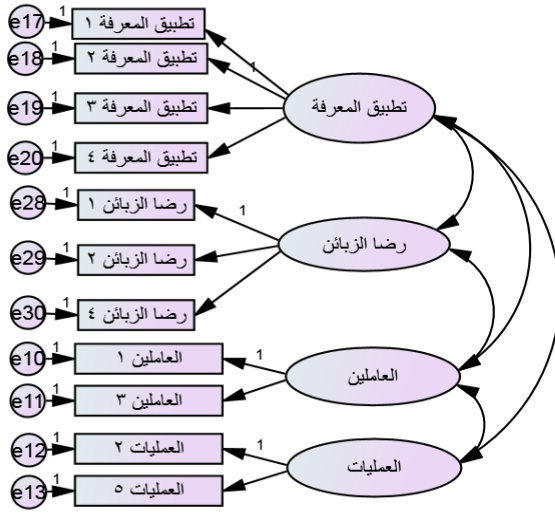 e17 1 تطبيق المعرفة ١
e18 1 تطبيق المعرفة ٢ 1
e19 1 تطبيق المعرفة ٣ تطبيق المعرفة
e20 1 تطبيق المعرفة ٤
e28 1 رضا الزبائن ١ 1
e29 1 رضا الزبائن ٢ رضا الزبائن
e30 1 رضا الزبائن ٤
e10 1 العاملين ١ 1
العاملين
e11 1 العاملين ٣
e12 1 العمليات ٢ 1
العمليات
e13 1 العمليات ٥